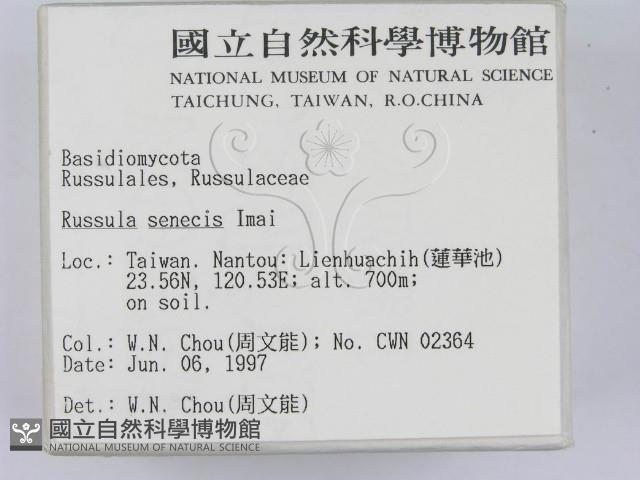 國立自然科學博物館
NATIONAL MUSEUM OF NATURAL SCIENCE
TAICHUNG, TAIWAN, R.O.CHINA
Basidiomycota
Russulales, Russulaceae
Russula senecis Imai
Loc.: Taiwan. Nantou: Lienhuachih(蓮華池)
23.56N, 120.53E; alt. 700m;
on soil.
Col.: W.N. Chou(周文能); No. CWN 02364
Date: Jun. 06, 1997
Det.: W.N. Chou(周文能)
國立自然科學博物館
NATIONAL MUSEUM OF NATURAL SCIENCE